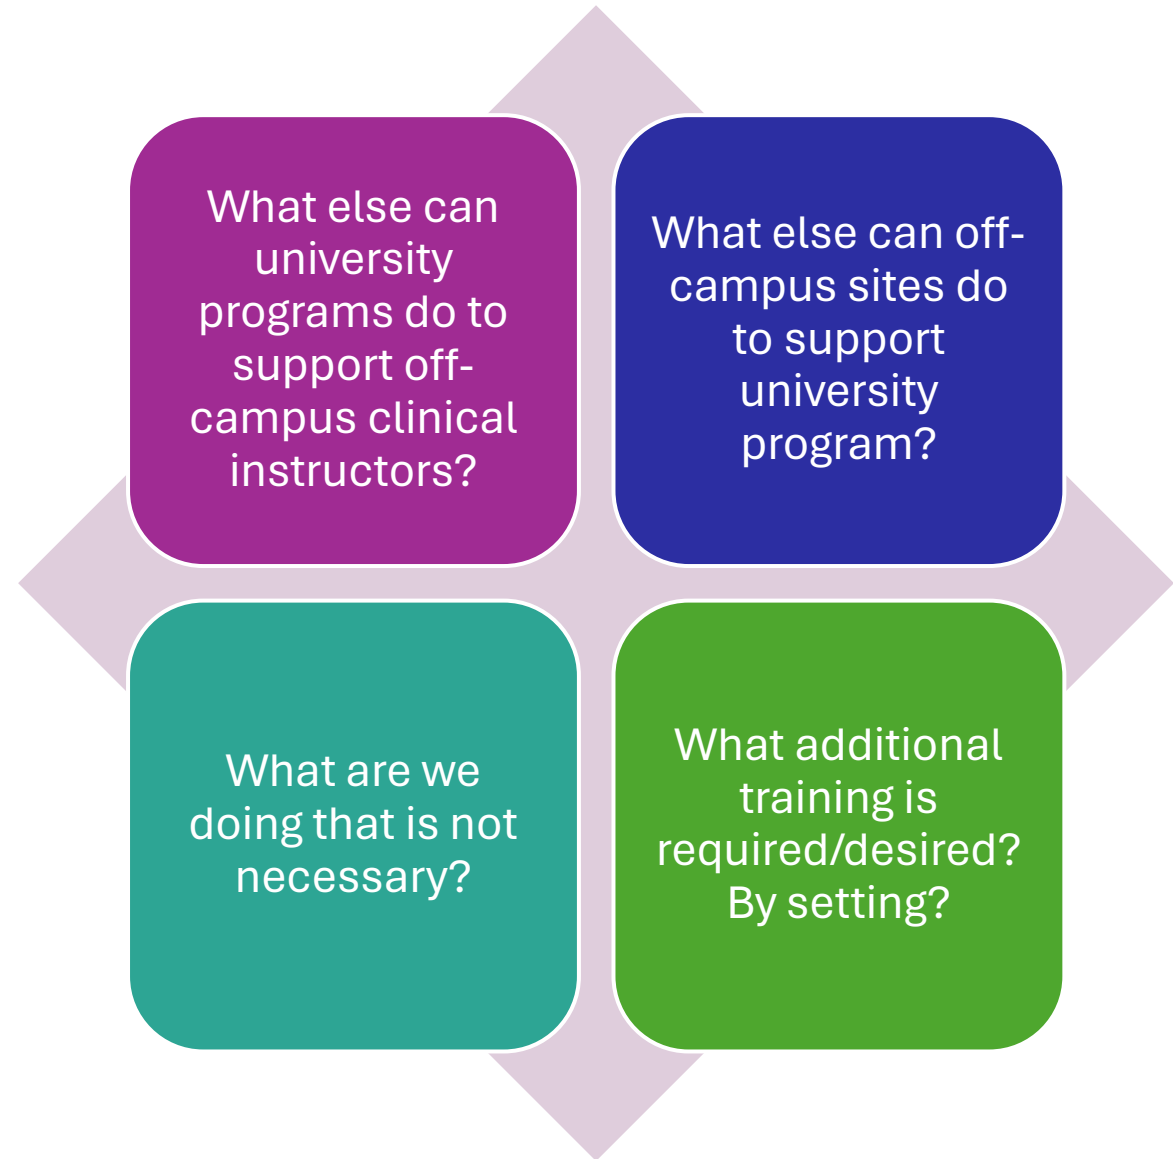 What else can
university
programs do to
support off-
campus clinical
instructors?
What else can off-
campus sites do
to support
university
program?
What are we
doing that is not
necessary?
What additional
training is
required/desired?
By setting?